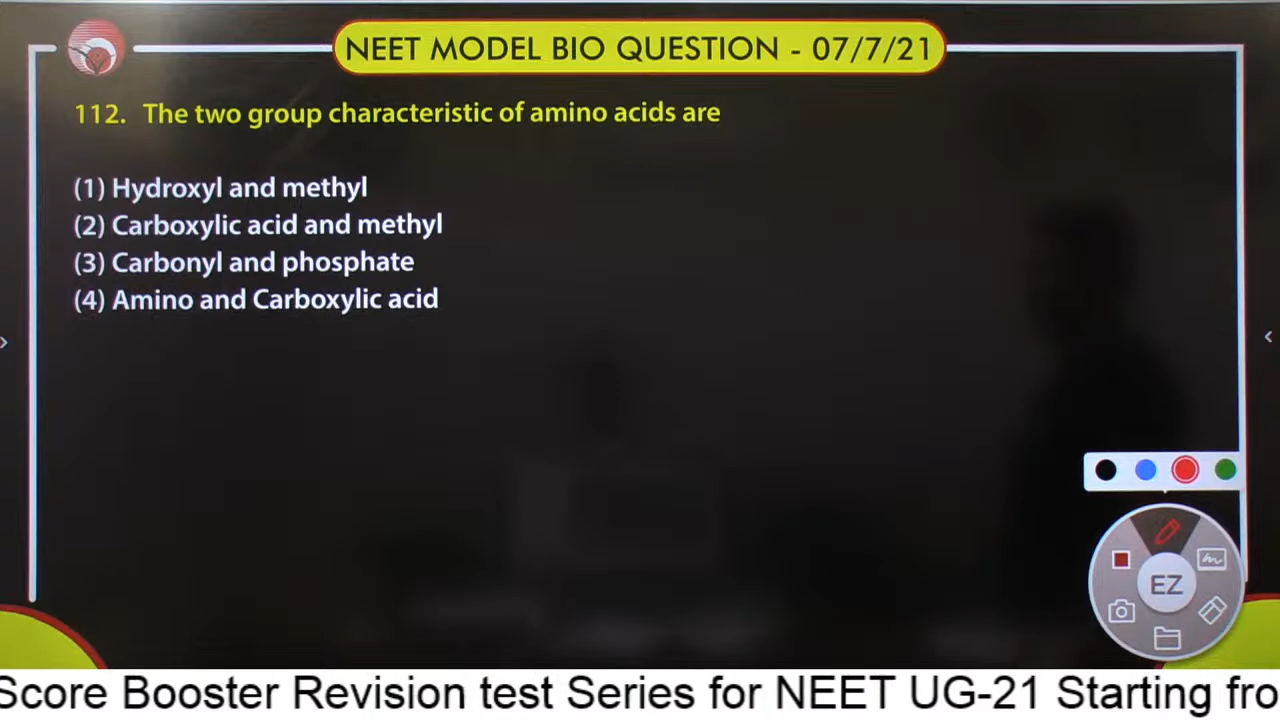 NEET MODEL BIO QUESTION - 07/7/21
112. The two group characteristic of amino acids are
(1) Hydroxyl and methyl
(2) Carboxylic acid and methyl
(3) Carbonyl and phosphate
(4) Amino and Carboxylic acid
EZ
Score Booster Revision test Series for NEET UG-21 Starting fro